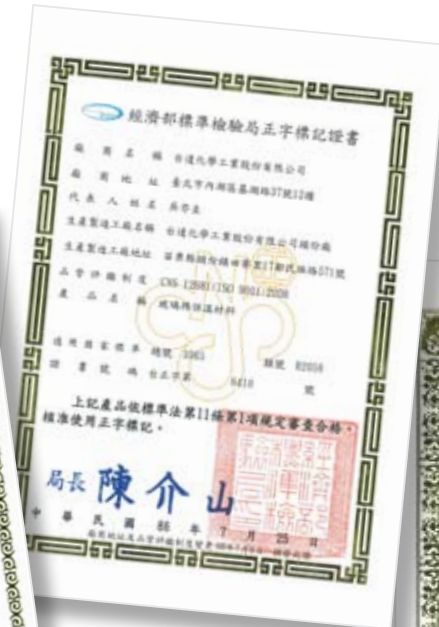 經濟部標準檢驗局正字標記證書
廠商名稱 台達化學工業股份有限公司
廠商地址 臺北市內湖區基湖路37號12樓
代表人姓名 吳亦圭
生產製造工廠名稱 台達化學工業股份有限公司頭份廠
生產製造工廠地址 苗栗縣頭份鎮田寮里17鄰民族路571號
品管評鑑制度 CNS 12681(ISO 9001:2008
產品名稱 玻璃棉保溫材料
適用國家標準 總號 3065 類號 R2050
證書號碼 台正字第 6410 號
上記產品依標準法第11條第1項規定審查合格，
核准使用正字標記。
局長 陳介山
中華民國 86 年 7 月 25 日